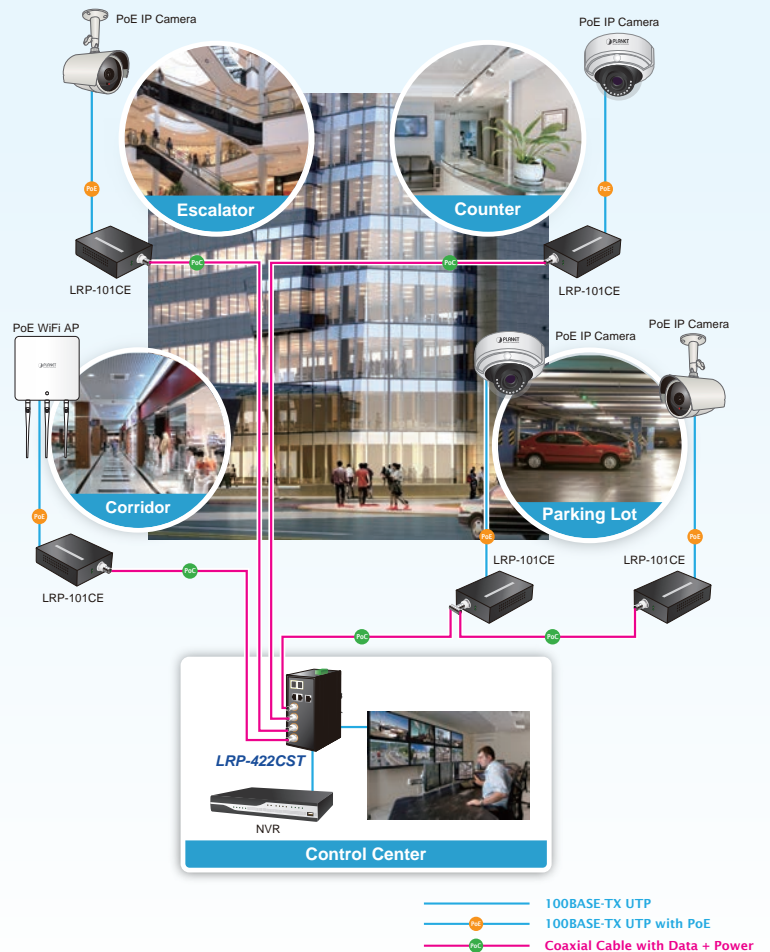 PoE IP Camera
PoE IP Camera
PLANET
PoE
PoE
Escalator
Counter
PoC
PoC
LRP-101CE
LRP-101CE
PoE WiFi AP
PoE IP Camera
PoE IP Camera
PLANET
PLANET
Corridor
Parking Lot
PoE
PoE
PoE
LRP-101CE
LRP-101CE
PoC
LRP-101CE
PoC
PoC
LRP-422CST
NVR
Control Center
100BASE-TX UTP
PoE
100BASE-TX UTP with PoE
PoC
Coaxial Cable with Data + Power